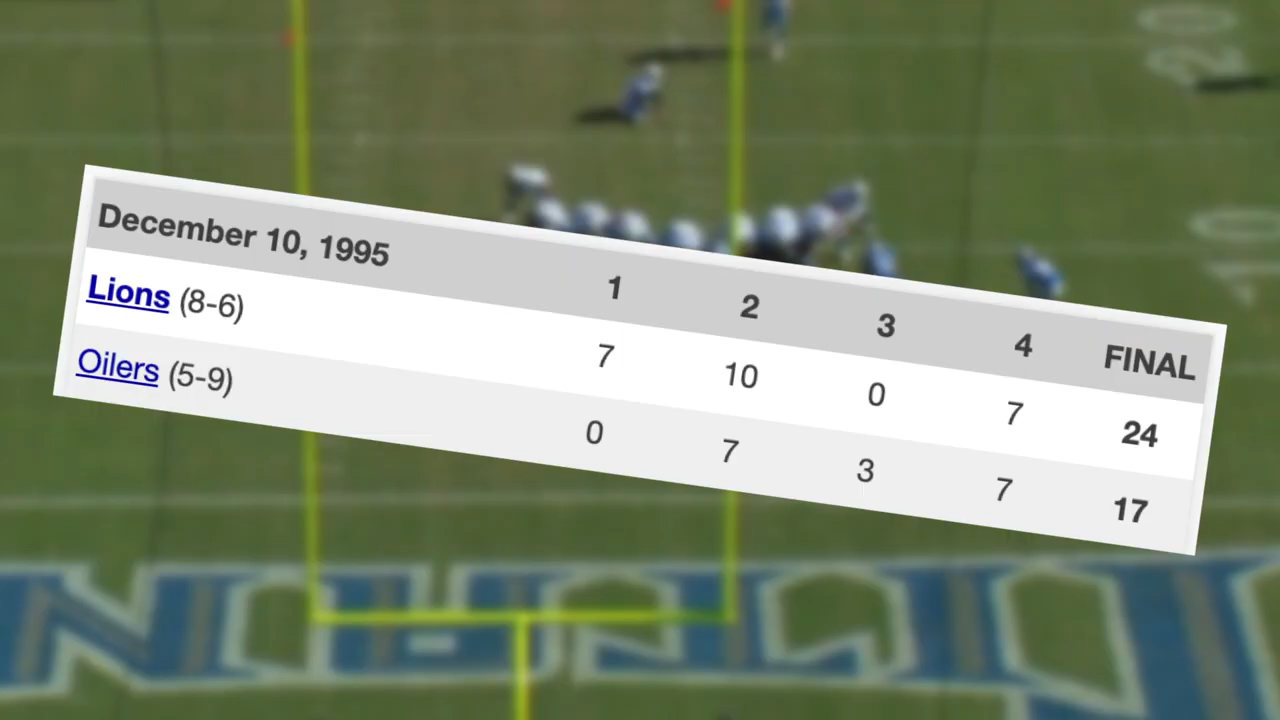 December 10, 1995 1 2 3 4 FINAL
Lions (8-6) 7 10 0 7 24
Oilers (5-9) 0 7 3 7 17